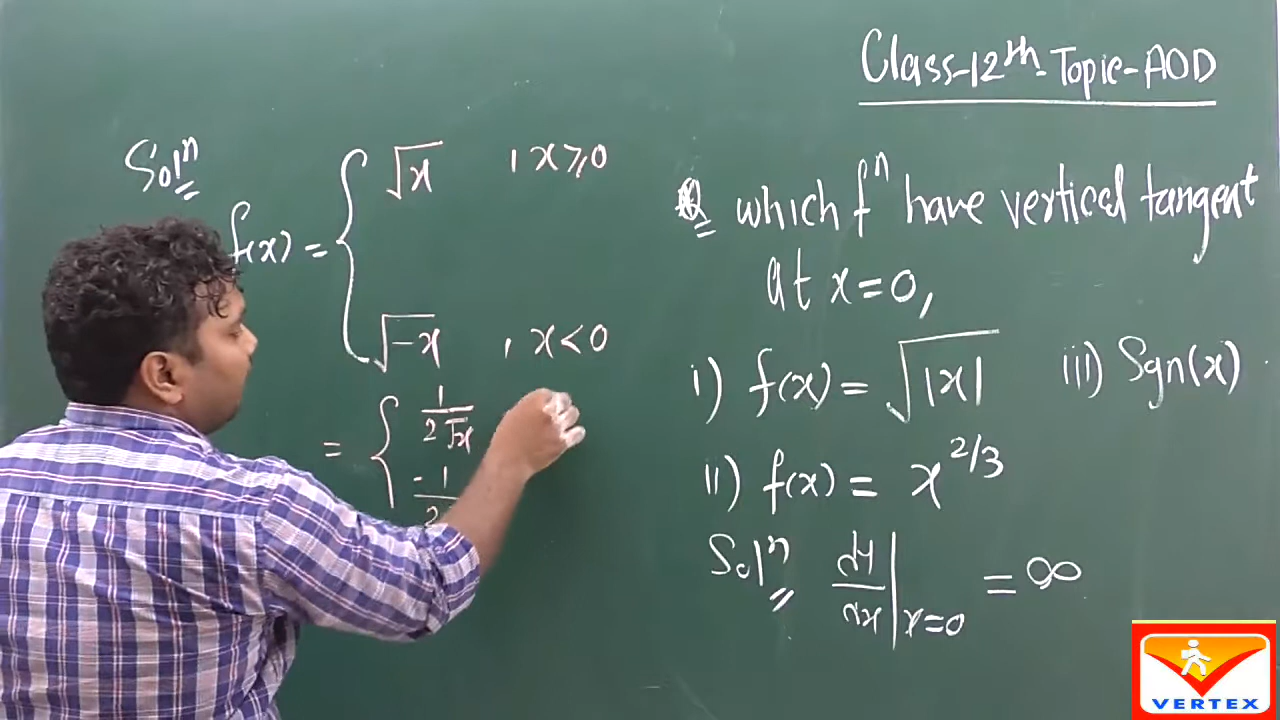 Class-12th-Topic-AOD
Q which fⁿ have vertical tangent
at x=0,
i) f(x) = √|x| iii) Sgn(x)
ii) f(x) = x^2/3
Solⁿ dy/dx|x=0 = ∞
Solⁿ
f(x) = { √x , x≥0
√-x , x<0
= { 1/2√x
-1/2
VERTEX